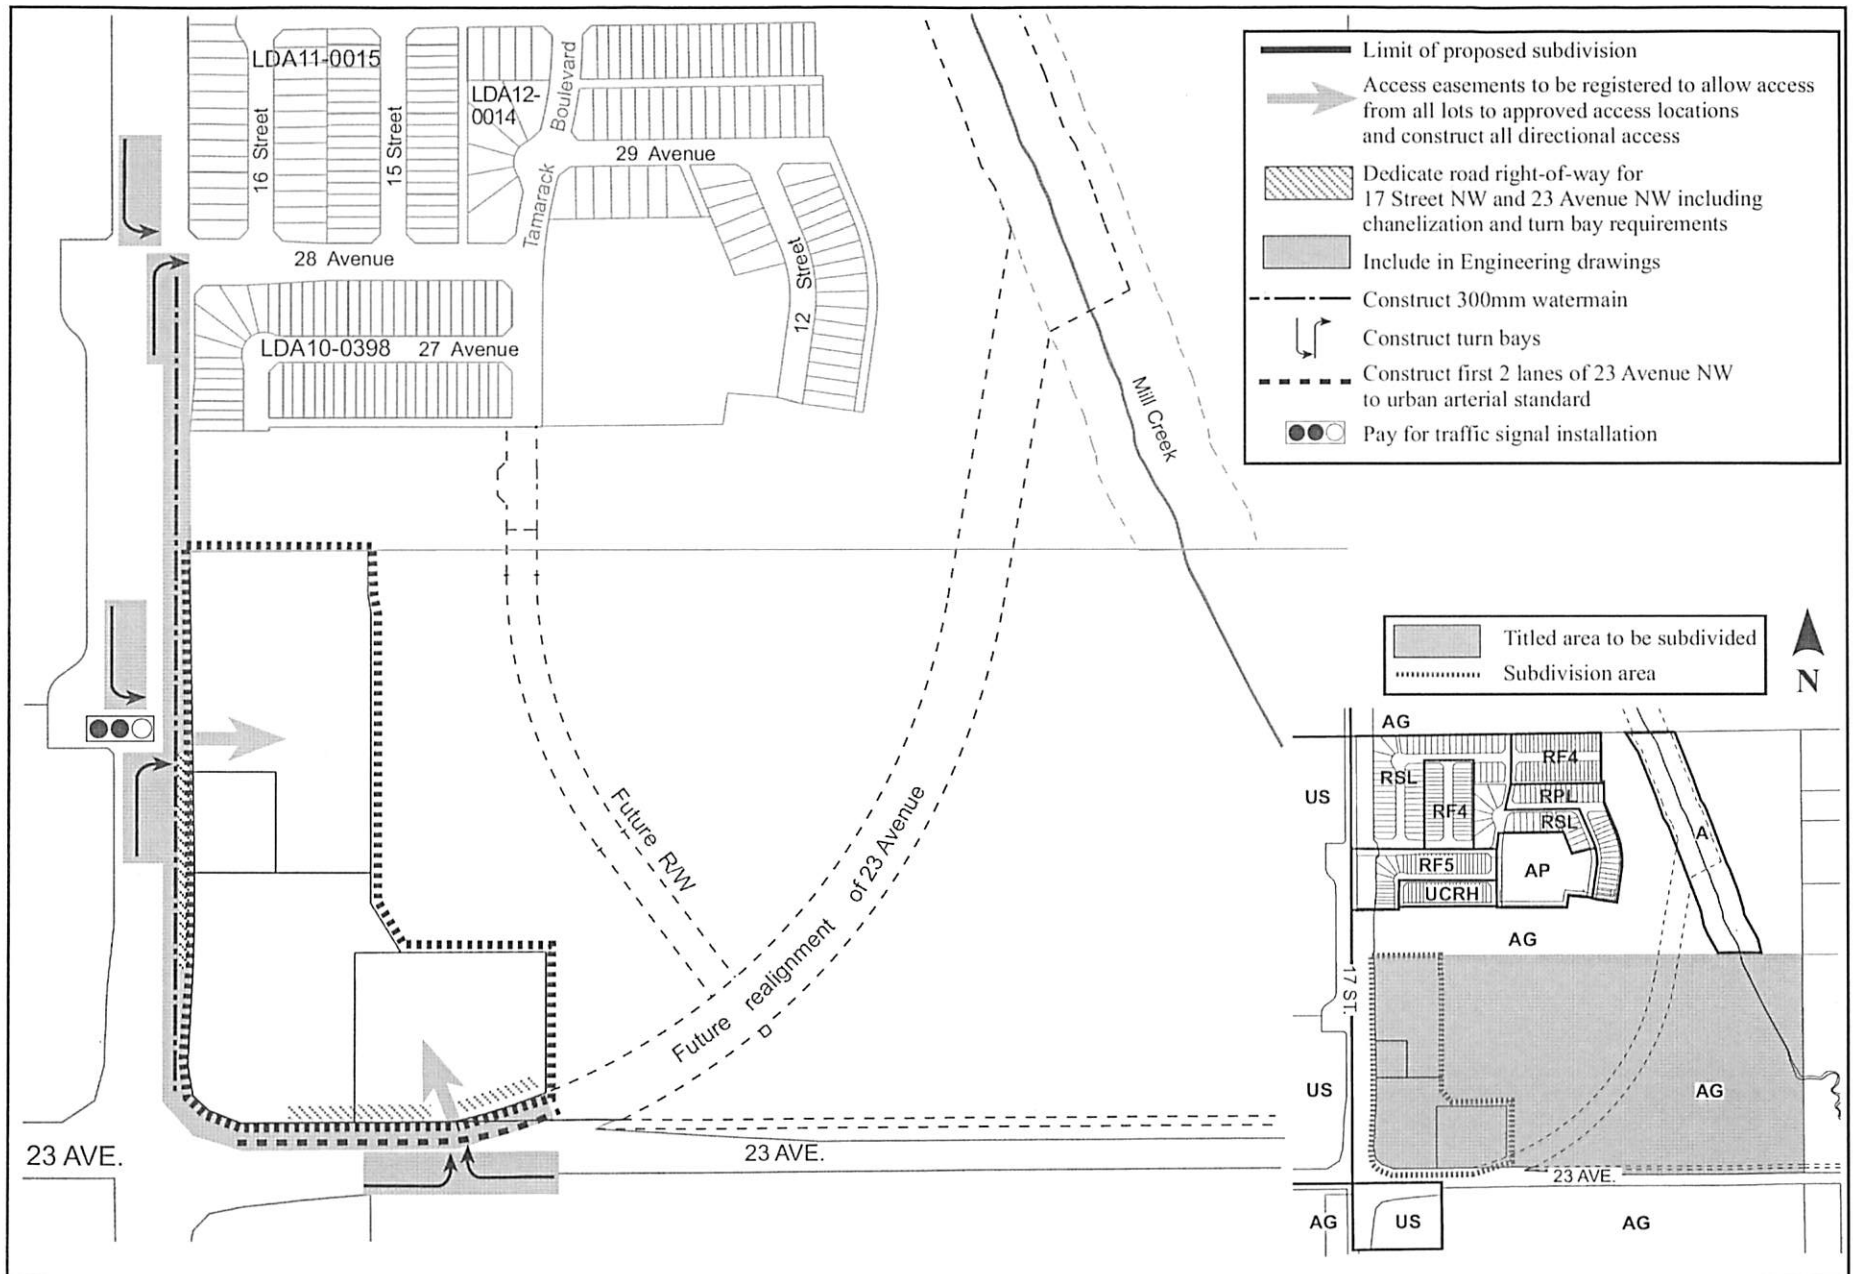 LDA11-0015
LDA12-
0014
16 Street
15 Street
Tamarack Boulevard
29 Avenue
28 Avenue
12 Street
LDA10-0398 27 Avenue
Mill Creek
Future R/W
Future realignment of 23 Avenue
23 AVE.
23 AVE.
Limit of proposed subdivision
Access easements to be registered to allow access
from all lots to approved access locations
and construct all directional access
Dedicate road right-of-way for
17 Street NW and 23 Avenue NW including
chanelization and turn bay requirements
Include in Engineering drawings
Construct 300mm watermain
Construct turn bays
Construct first 2 lanes of 23 Avenue NW
to urban arterial standard
Pay for traffic signal installation
Titled area to be subdivided
Subdivision area
N
AG
RSL
RF4
US
RF4
RPL
RSL
A
RF5
AP
UCRH
AG
17 ST.
US
AG
23 AVE.
AG
US
AG